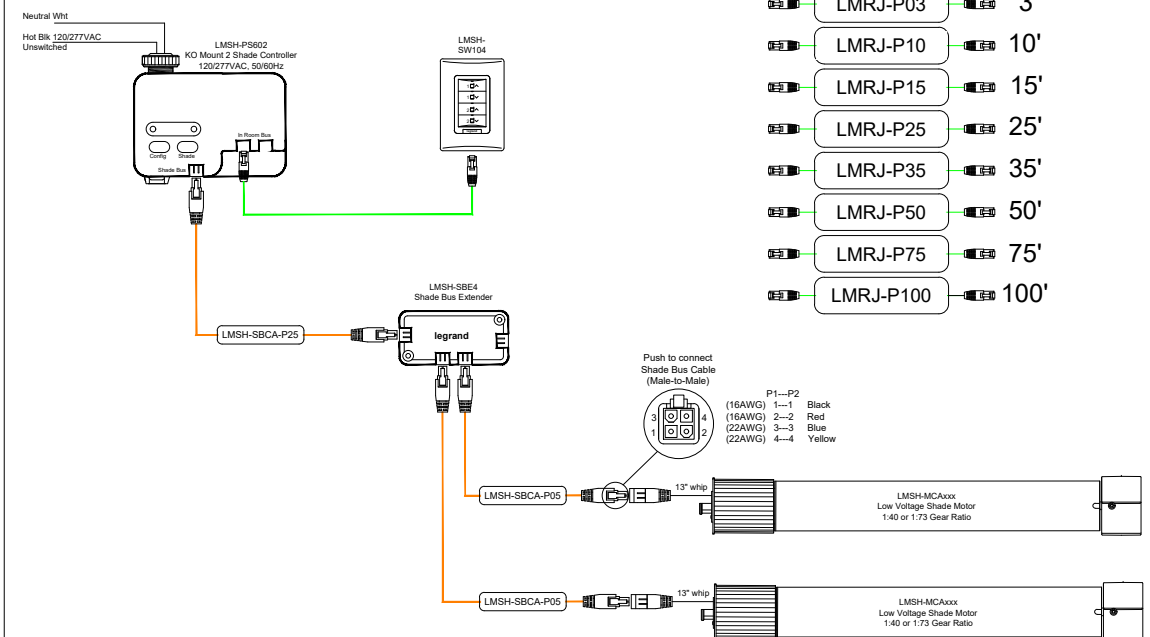 Neutral Wht
Hot Blk 120/277VAC
Unswitched
LMSH-PS602
KO Mount 2 Shade Controller
120/277VAC, 50/60Hz
Config
Shade
Shade Bus
In Room Bus
LMSH-
SW104
LMRJ-P03 3'
LMRJ-P10 10'
LMRJ-P15 15'
LMRJ-P25 25'
LMRJ-P35 35'
LMRJ-P50 50'
LMRJ-P75 75'
LMRJ-P100 100'
LMSH-SBE4
Shade Bus Extender
legrand
LMSH-SBCA-P25
Push to connect
Shade Bus Cable
(Male-to-Male)
3 4
1 2
P1---P2
(16AWG) 1---1 Black
(16AWG) 2---2 Red
(22AWG) 3---3 Blue
(22AWG) 4---4 Yellow
LMSH-SBCA-P05
13" whip
LMSH-MCAxxx
Low Voltage Shade Motor
1:40 or 1:73 Gear Ratio
LMSH-SBCA-P05
13" whip
LMSH-MCAxxx
Low Voltage Shade Motor
1:40 or 1:73 Gear Ratio